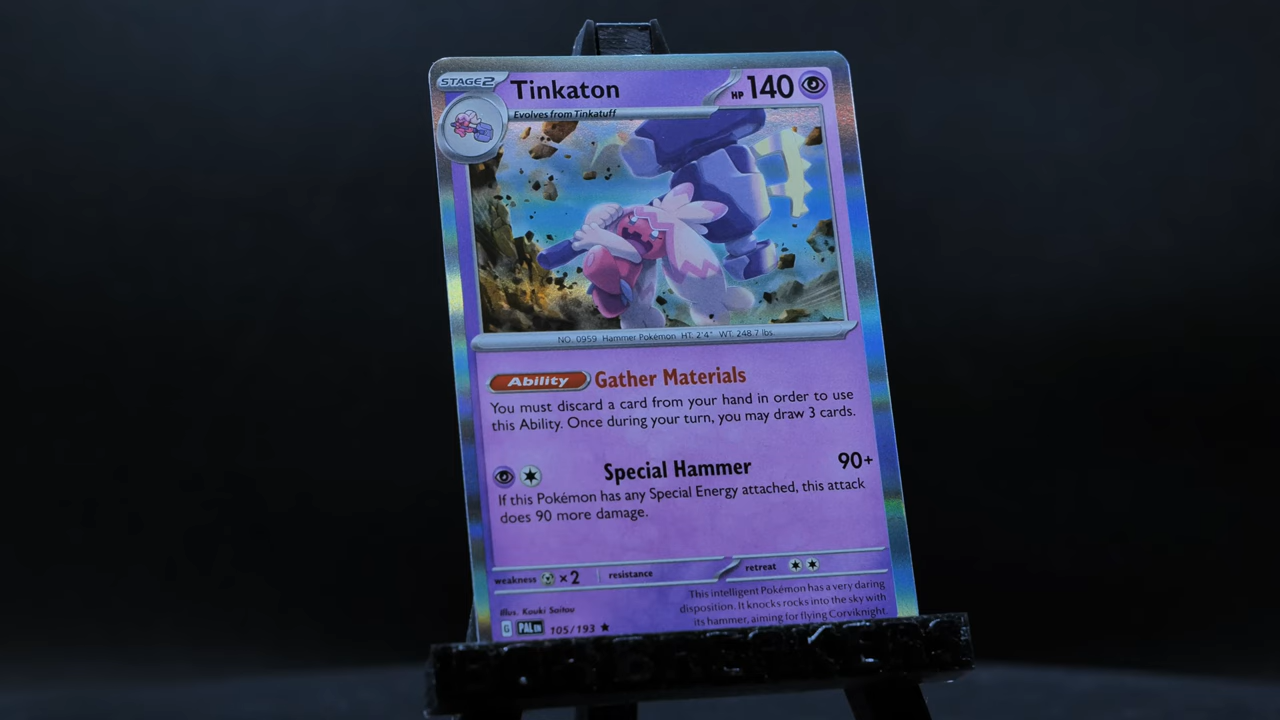 STAGE2 Tinkaton HP 140
Evolves from Tinkatuff
NO. 0959 Hammer Pokémon HT: 2'4" WT: 248.7 lbs.
Ability Gather Materials
You must discard a card from your hand in order to use
this Ability. Once during your turn, you may draw 3 cards.
Special Hammer 90+
If this Pokémon has any Special Energy attached, this attack
does 90 more damage.
weakness ×2 resistance retreat
This intelligent Pokémon has a very daring
disposition. It knocks rocks into the sky with
its hammer, aiming for flying Corviknight.
Illus. Kouki Saitou
G PAL EN 105/193